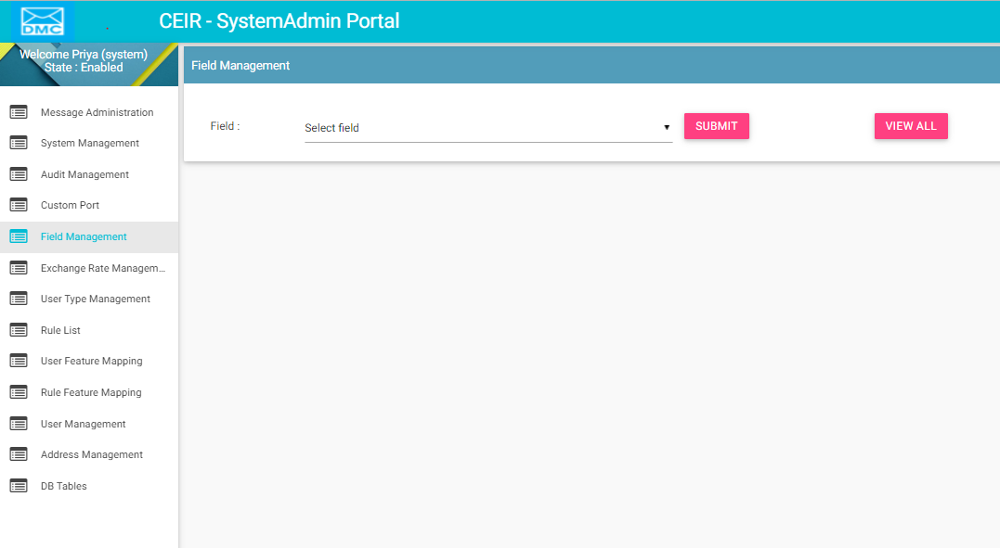 DMC
CEIR - SystemAdmin Portal
Welcome Priya (system)
State : Enabled
Field Management
Message Administration
System Management
Audit Management
Custom Port
Field Management
Exchange Rate Managem...
User Type Management
Rule List
User Feature Mapping
Rule Feature Mapping
User Management
Address Management
DB Tables
Field :
Select field
SUBMIT
VIEW ALL